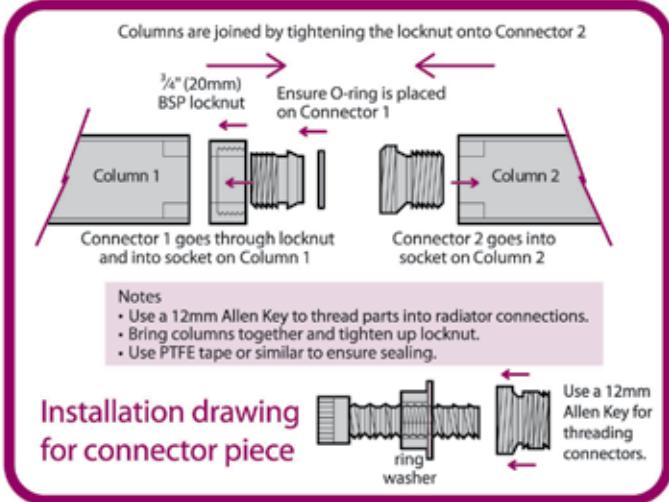 Columns are joined by tightening the locknut onto Connector 2
¾" (20mm)
BSP locknut
Ensure O-ring is placed
on Connector 1
Column 1
Column 2
Connector 1 goes through locknut
and into socket on Column 1
Connector 2 goes into
socket on Column 2
Notes
• Use a 12mm Allen Key to thread parts into radiator connections.
• Bring columns together and tighten up locknut.
• Use PTFE tape or similar to ensure sealing.
Installation drawing
for connector piece
ring
washer
Use a 12mm
Allen Key for
threading
connectors.